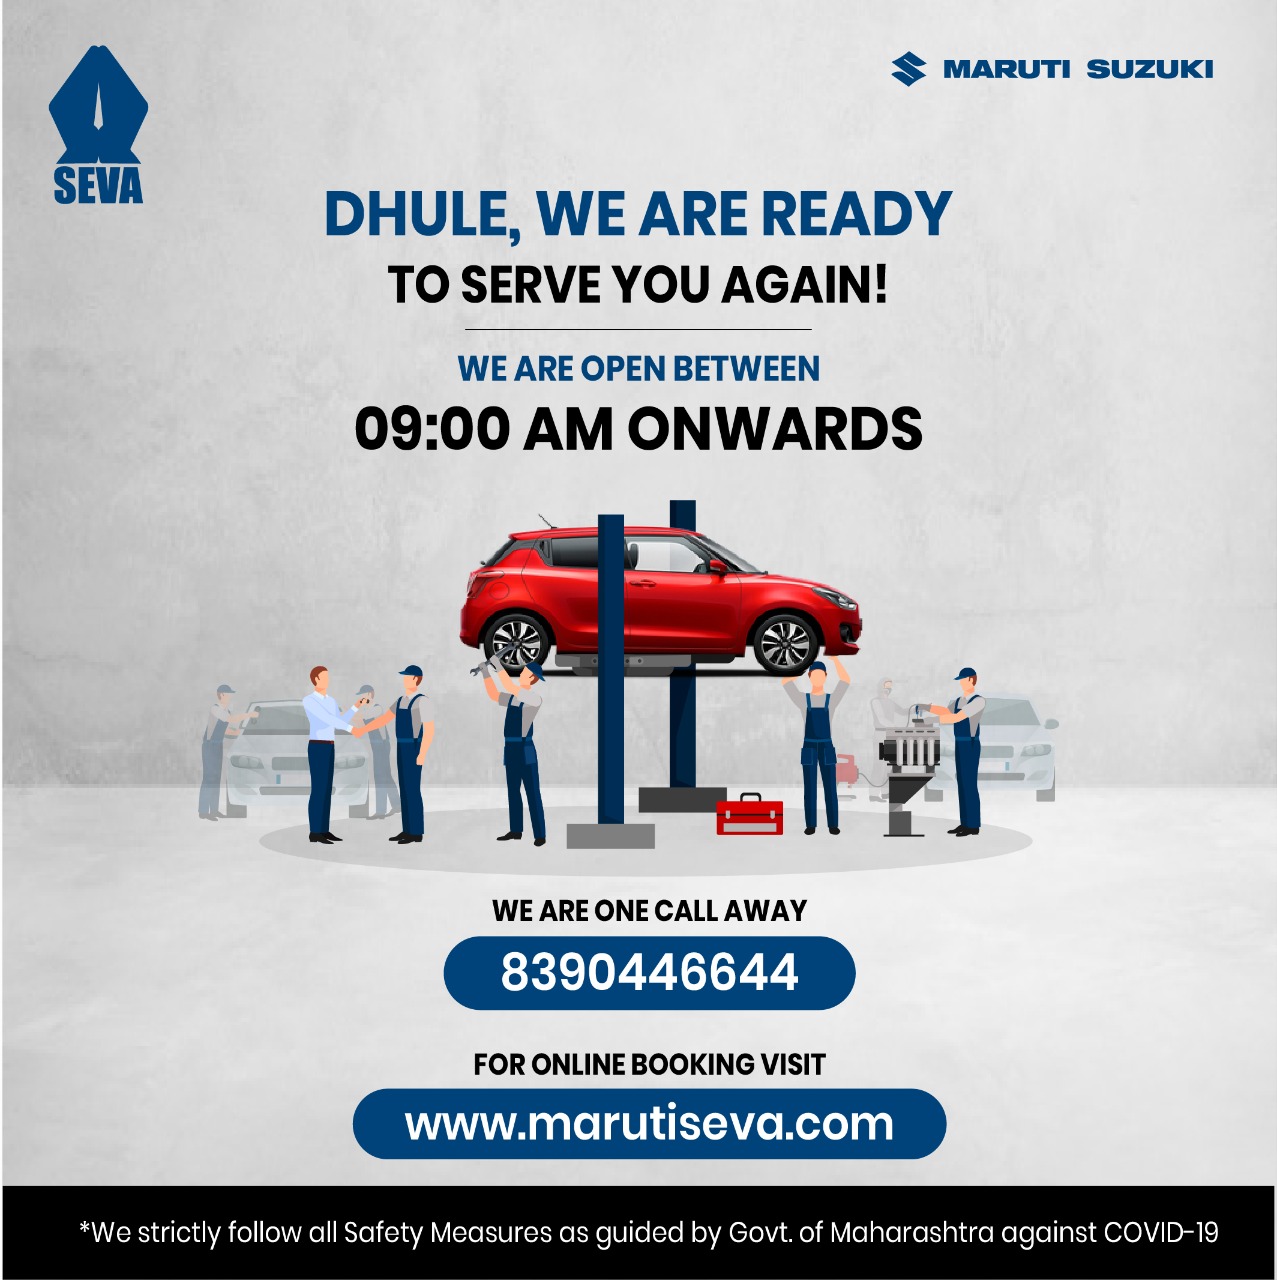 SEVA
MARUTI SUZUKI
DHULE, WE ARE READY
TO SERVE YOU AGAIN!
WE ARE OPEN BETWEEN
09:00 AM ONWARDS
WE ARE ONE CALL AWAY
8390446644
FOR ONLINE BOOKING VISIT
www.marutiseva.com
*We strictly follow all Safety Measures as guided by Govt. of Maharashtra against COVID-19